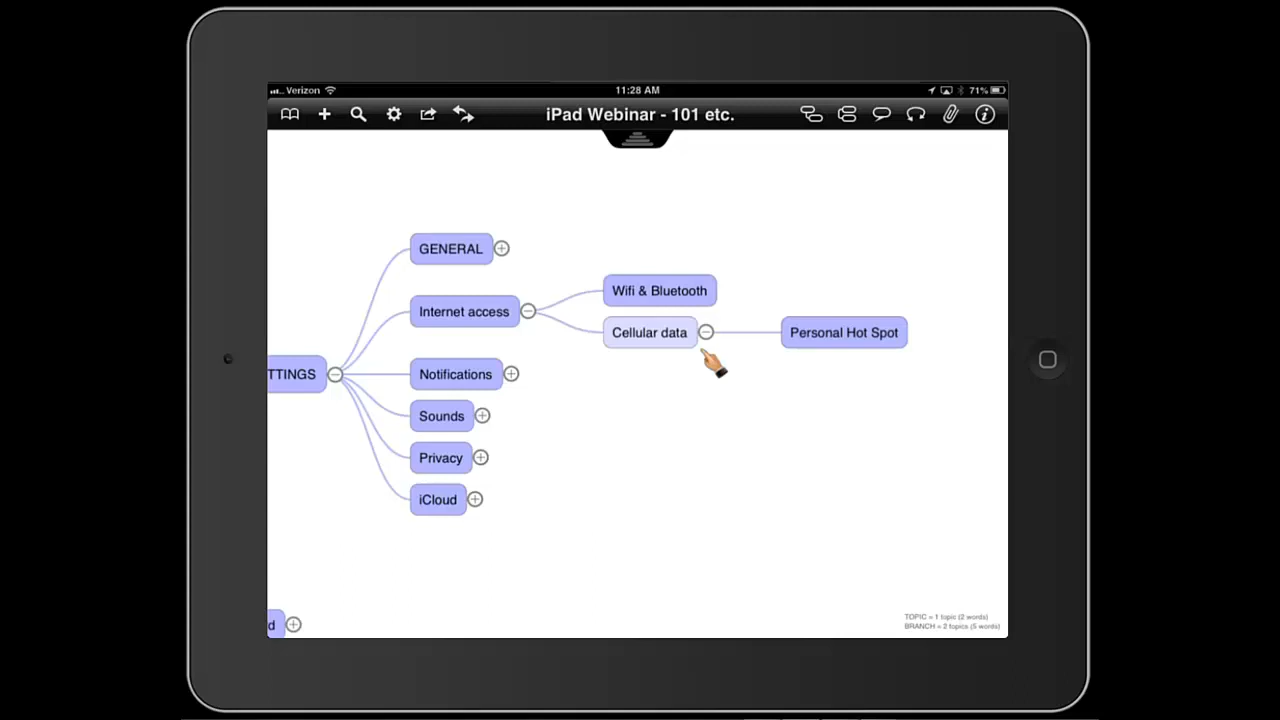 Verizon 11:28 AM 71%
iPad Webinar - 101 etc.
GENERAL
Wifi & Bluetooth
Internet access
Cellular data Personal Hot Spot
TTINGS Notifications
Sounds
Privacy
iCloud
TOPIC = 1 topic (2 words)
d
BRANCH = 2 topics (5 words)